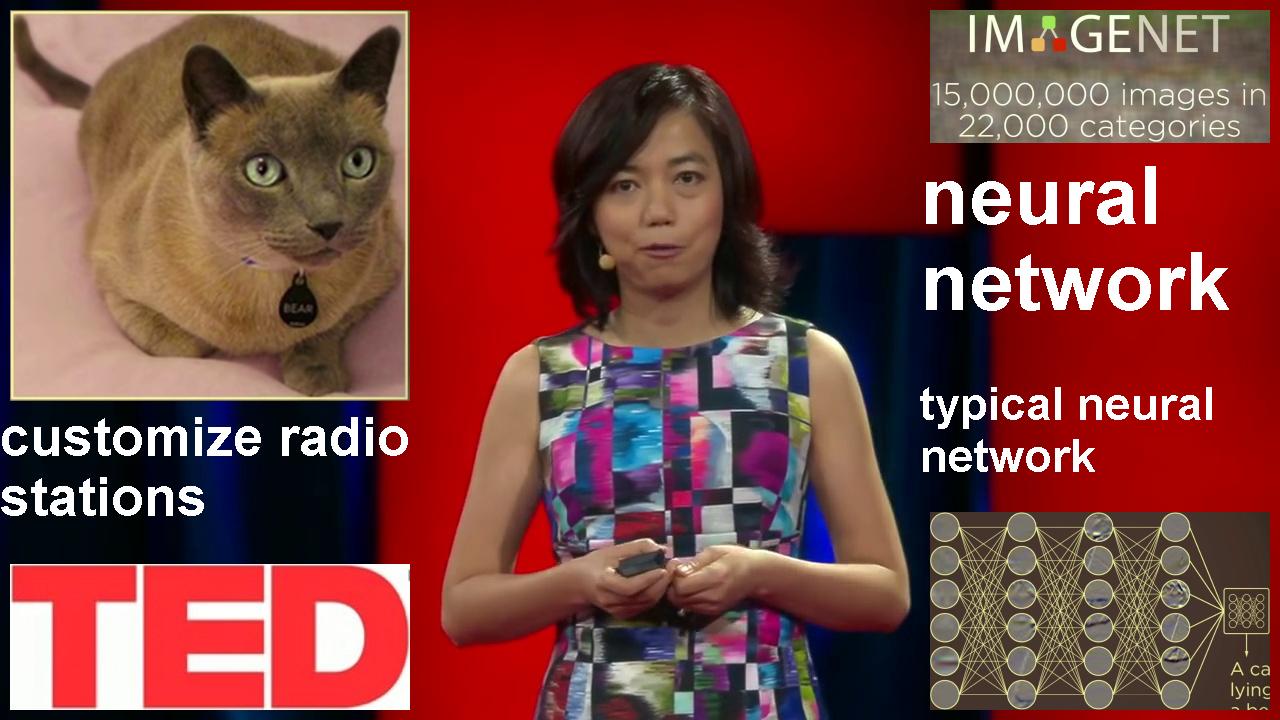 BEAR
customize radio
stations
TED
IMAGENET
15,000,000 images in
22,000 categories
neural
network
typical neural
network
A ca
lying